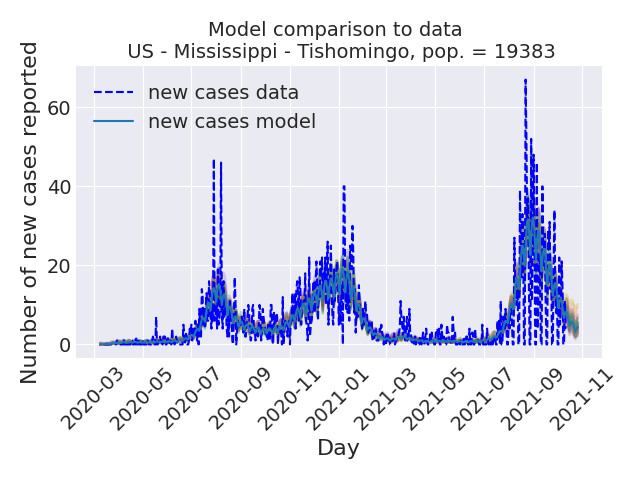 Model comparison to data
US - Mississippi - Tishomingo, pop. = 19383
new cases data
new cases model
Number of new cases reported
60
40
20
0
2020-03
2020-05
2020-07
2020-09
2020-11
2021-01
2021-03
2021-05
2021-07
2021-09
2021-11
Day